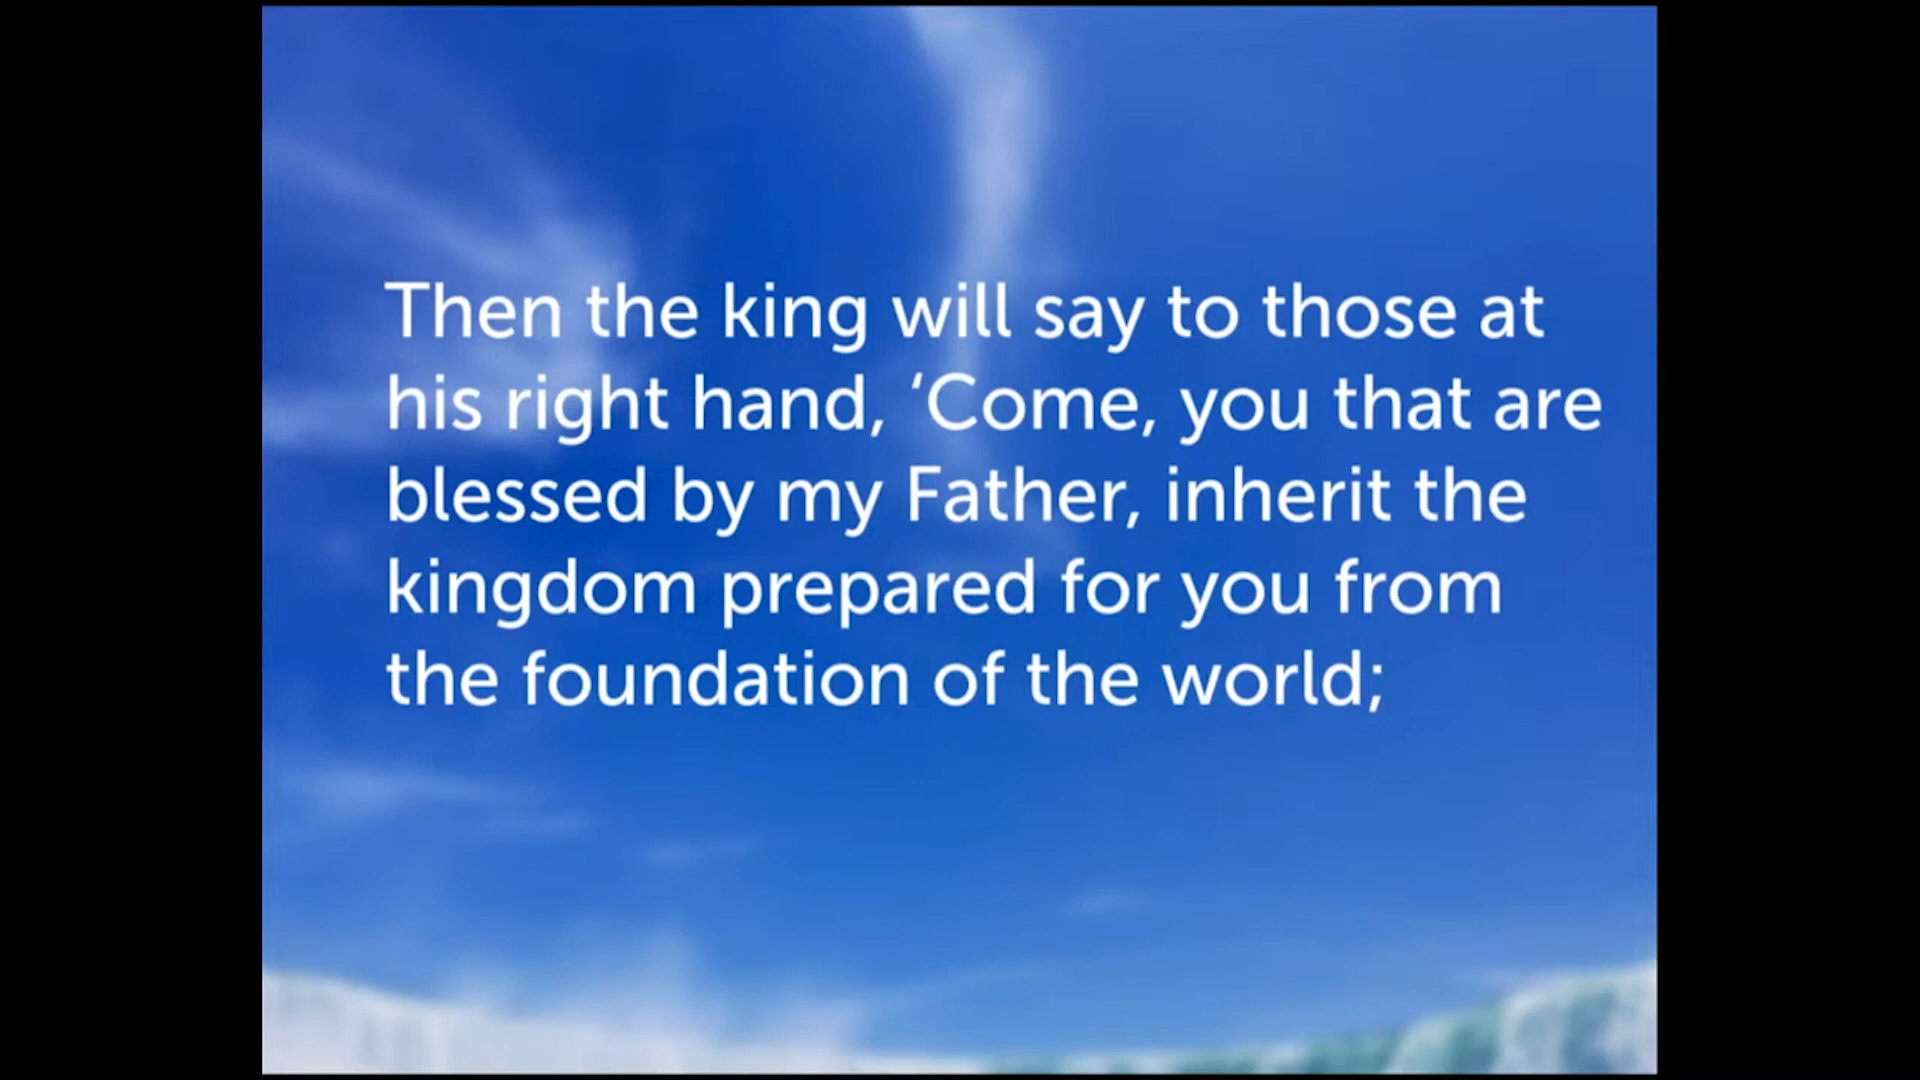 Then the king will say to those at
his right hand, ‘Come, you that are
blessed by my Father, inherit the
kingdom prepared for you from
the foundation of the world;